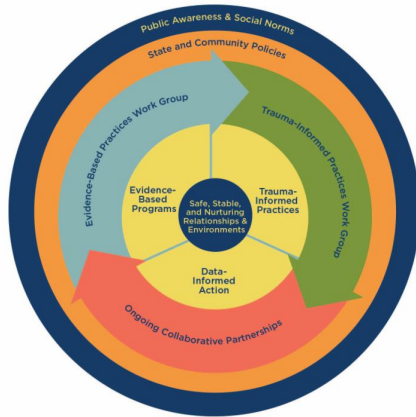 Public Awareness & Social Norms
State and Community Policies
Evidence-Based Practices Work Group
Trauma-Informed Practices Work Group
Evidence-
Based
Programs
Trauma-
Informed
Practices
Safe, Stable,
and Nurturing
Relationships &
Environments
Data-
Informed
Action
Ongoing Collaborative Partnerships